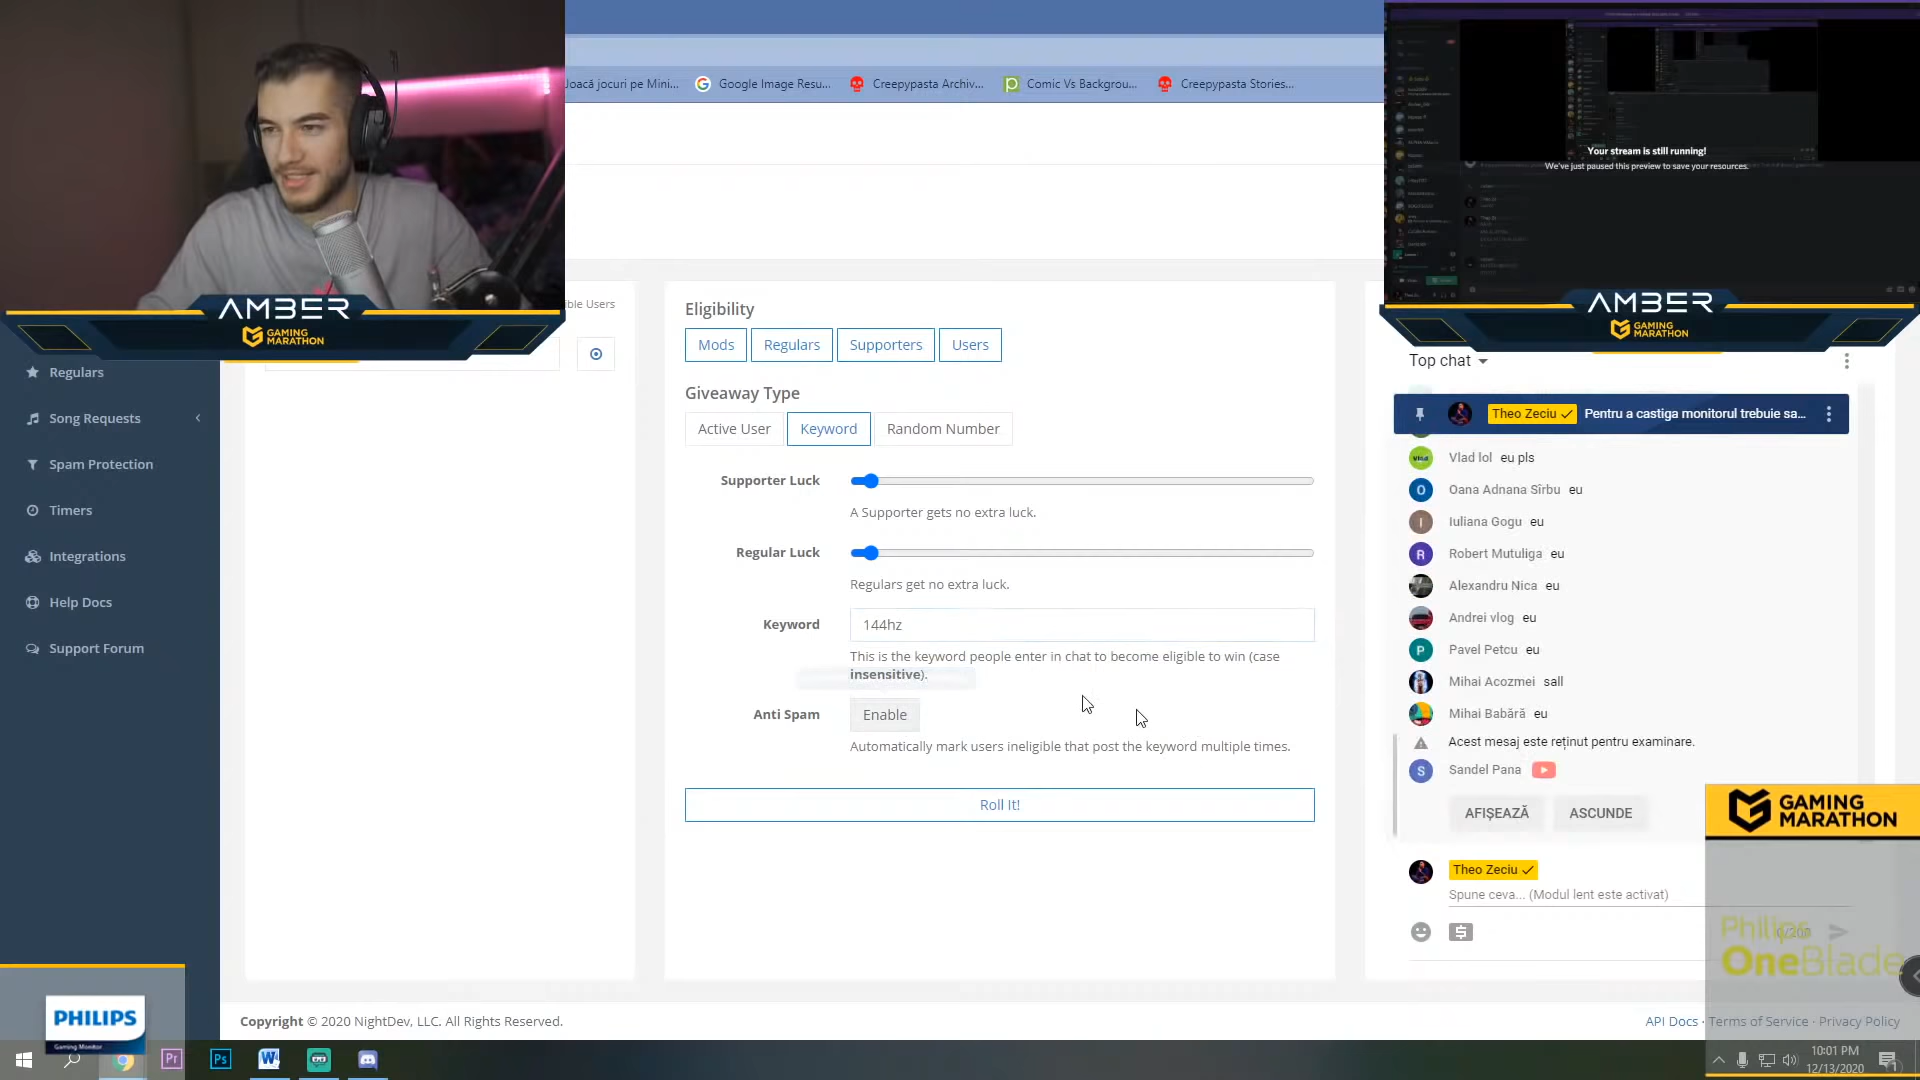 Joacă jocuri pe Mini...
Google Image Resu...
Creepypasta Archiv...
Comic Vs Backgrou...
Creepypasta Stories...
Your stream is still running!
We've just paused this preview to save your resources.
AMBER
GAMING
MARATHON
AMBER
GAMING
MARATHON
Regulars
Song Requests
Spam Protection
Timers
Integrations
Help Docs
Support Forum
Users
Eligibility
Mods
Regulars
Supporters
Users
Giveaway Type
Active User
Keyword
Random Number
Supporter Luck
A Supporter gets no extra luck.
Regular Luck
Regulars get no extra luck.
Keyword
144hz
This is the keyword people enter in chat to become eligible to win (case
insensitive).
Anti Spam
Enable
Automatically mark users ineligible that post the keyword multiple times.
Roll It!
Top chat
Theo Zeciu Pentru a castiga monitorul trebuie sa...
Vlad lol eu pls
Oana Adnana Sîrbu eu
Iuliana Gogu eu
Robert Mutuliga eu
Alexandru Nica eu
Andrei vlog eu
Pavel Petcu eu
Mihai Acozmei sall
Mihai Babără eu
Acest mesaj este reținut pentru examinare.
Sandel Pana
AFIȘEAZĂ
ASCUNDE
Theo Zeciu
Spune ceva... (Modul lent este activat)
GAMING
MARATHON
Philips
OneBlade
PHILIPS
Gaming Monitor
Copyright © 2020 NightDev, LLC. All Rights Reserved.
API Docs · Terms of Service · Privacy Policy
Pr
Ps
10:01 PM
12/13/2020